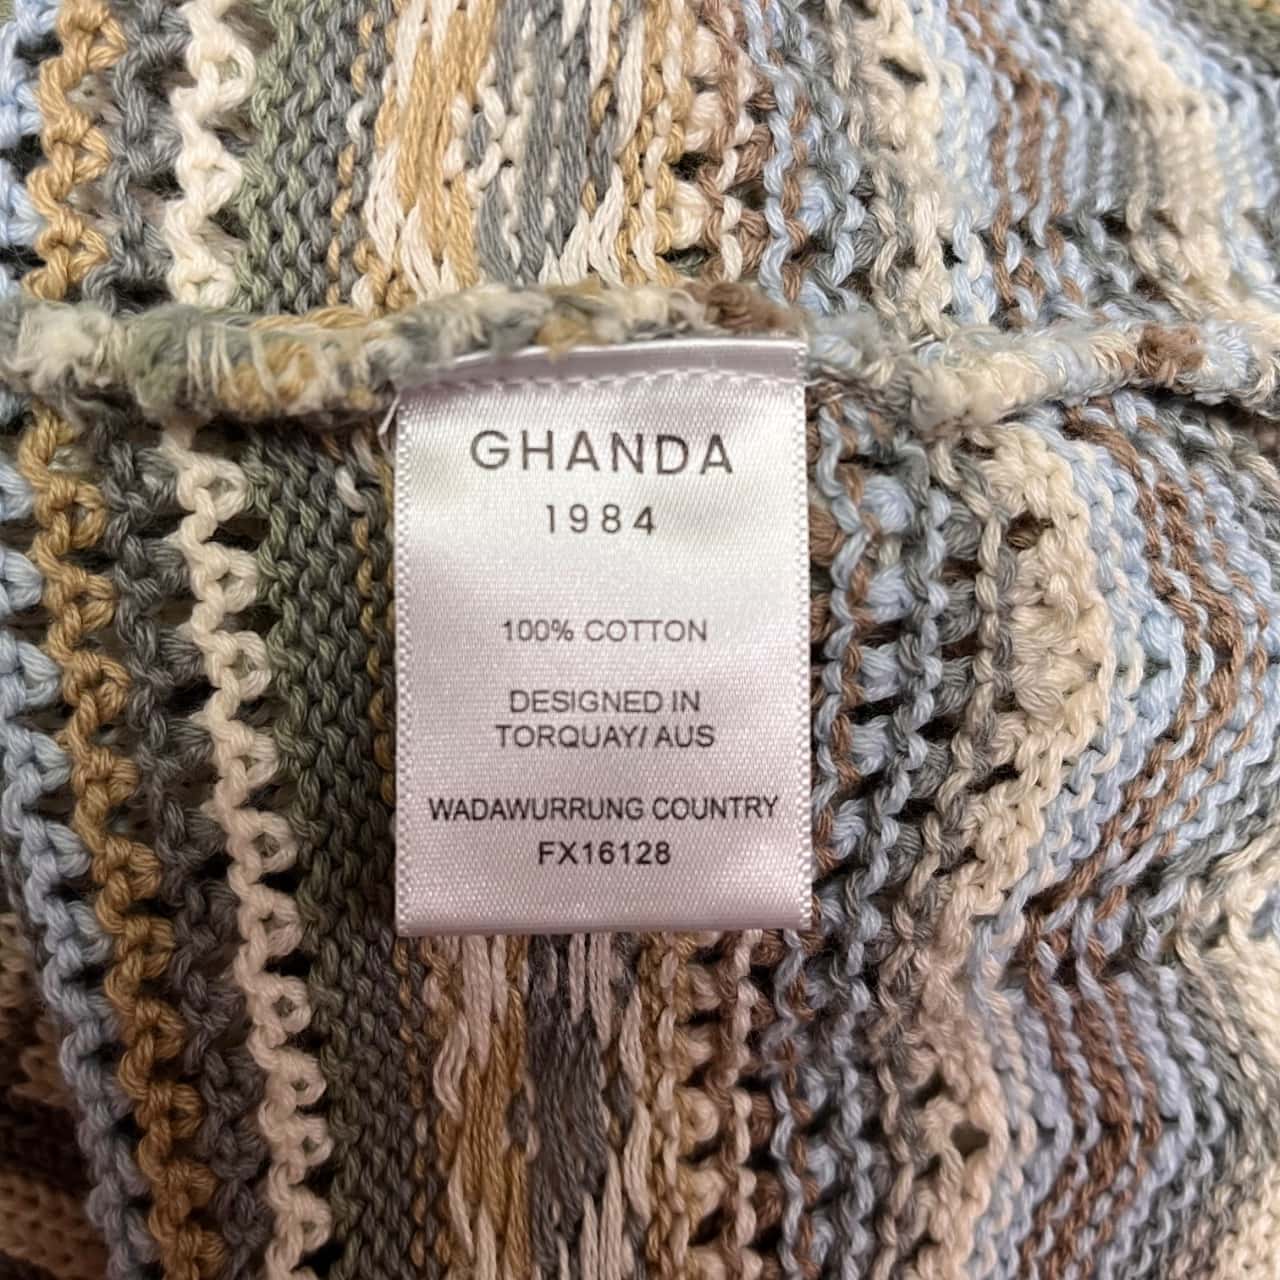 GHANDA
1984
100% COTTON
DESIGNED IN
TORQUAY/ AUS
WADAWURRUNG COUNTRY
FX16128